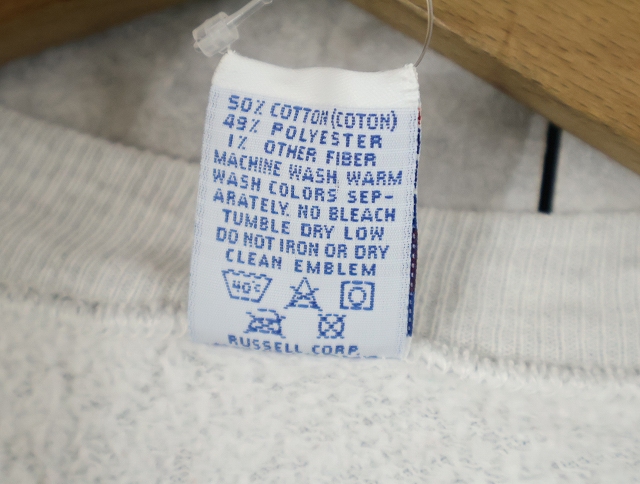 50% COTTON (COTON)
49% POLYESTER
1% OTHER FIBER
MACHINE WASH WARM
WASH COLORS SEP-
ARATELY. NO BLEACH
TUMBLE DRY LOW
DO NOT IRON OR DRY
CLEAN EMBLEM
40°C
RUSSELL CORP.